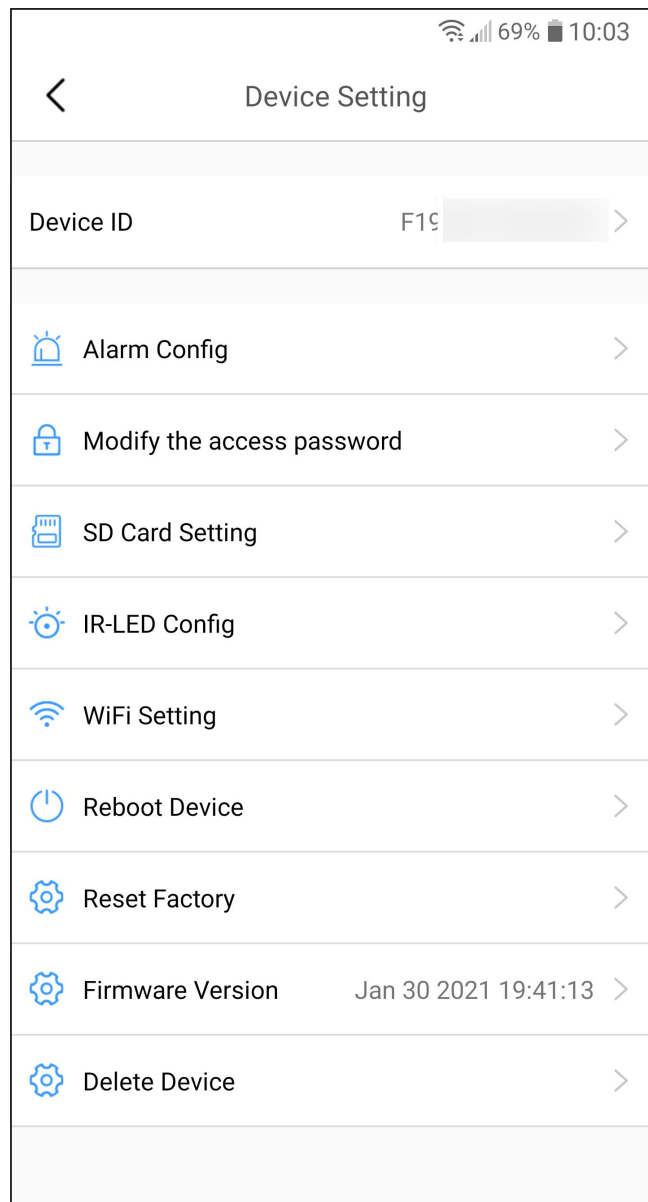 69% 10:03
Device Setting
Device ID F19
Alarm Config
Modify the access password
SD Card Setting
IR-LED Config
WiFi Setting
Reboot Device
Reset Factory
Firmware Version Jan 30 2021 19:41:13
Delete Device